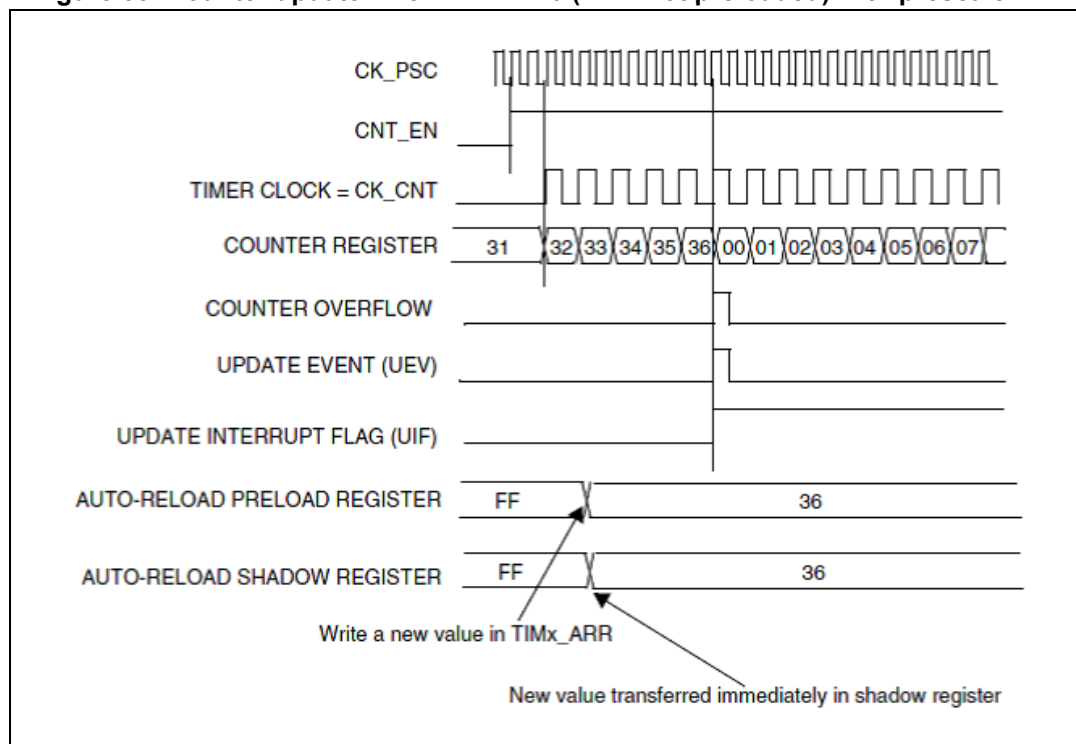 CK_PSC
CNT_EN
TIMER CLOCK = CK_CNT
COUNTER REGISTER 31 32 33 34 35 36 00 01 02 03 04 05 06 07
COUNTER OVERFLOW
UPDATE EVENT (UEV)
UPDATE INTERRUPT FLAG (UIF)
AUTO-RELOAD PRELOAD REGISTER FF 36
AUTO-RELOAD SHADOW REGISTER FF 36
Write a new value in TIMx_ARR
New value transferred immediately in shadow register